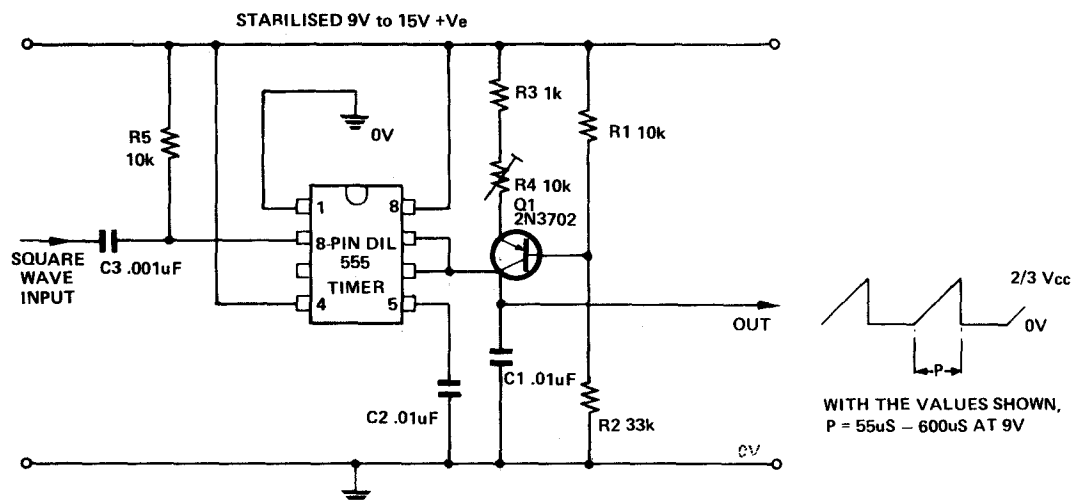 STABILISED 9V to 15V +Ve
R5
10k
0V
R3 1k
R1 10k
R4 10k
Q1
2N3702
1
8
8-PIN DIL
555
TIMER
4
5
SQUARE
WAVE
INPUT
C3 .001uF
OUT
2/3 Vcc
0V
P
C1 .01uF
C2 .01uF
R2 33k
WITH THE VALUES SHOWN,
P = 55uS – 600uS AT 9V
0V